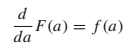 d/da F(a) = f(a)